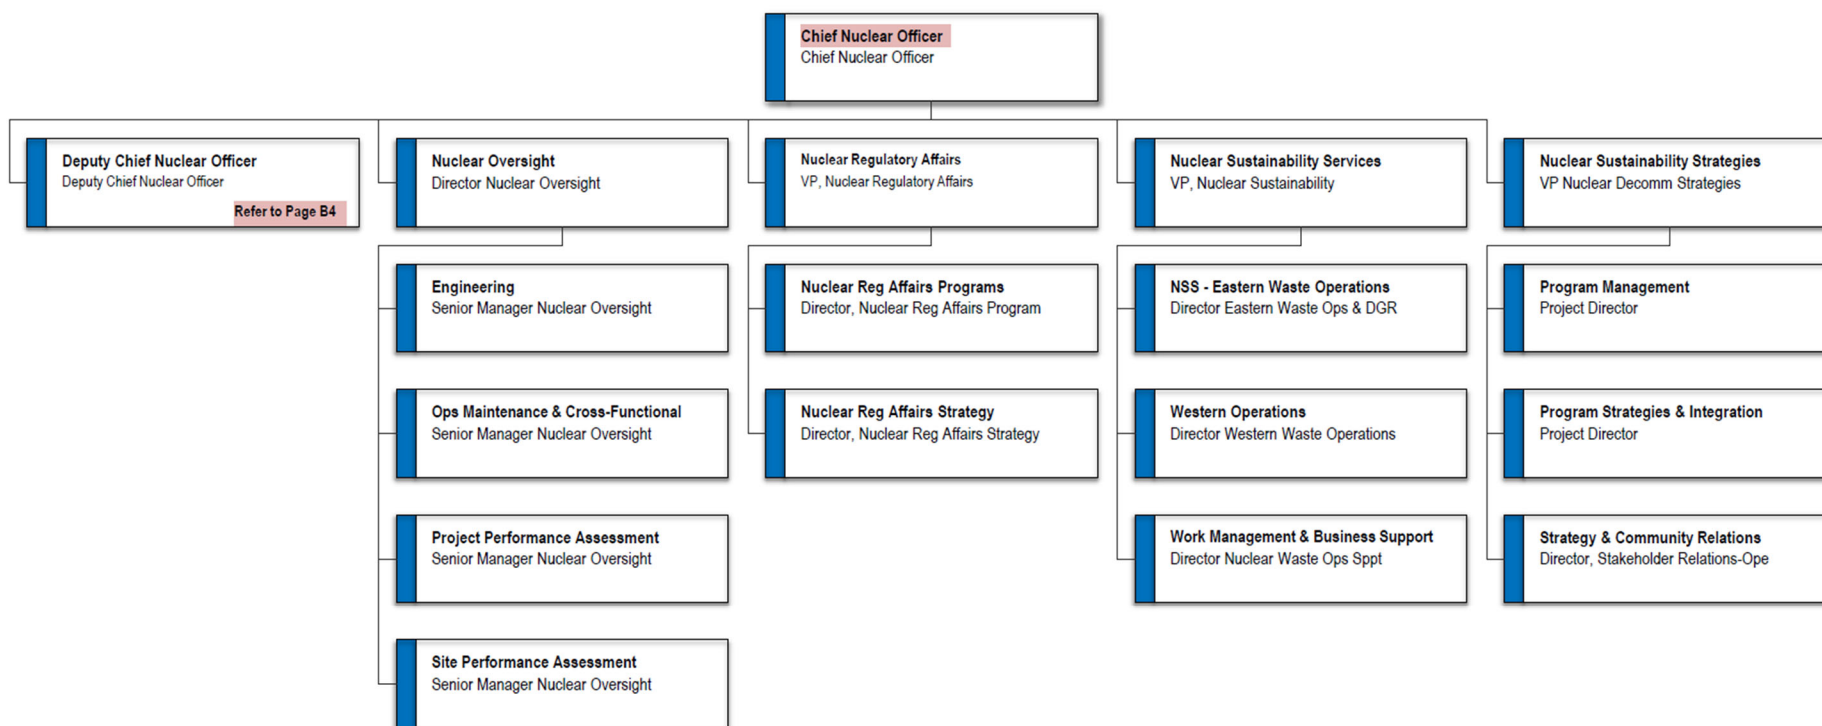 Chief Nuclear Officer
Chief Nuclear Officer
Deputy Chief Nuclear Officer
Deputy Chief Nuclear Officer
Refer to Page B4
Nuclear Oversight
Director Nuclear Oversight
Nuclear Regulatory Affairs
VP, Nuclear Regulatory Affairs
Nuclear Sustainability Services
VP, Nuclear Sustainability
Nuclear Sustainability Strategies
VP Nuclear Decomm Strategies
Engineering
Senior Manager Nuclear Oversight
Nuclear Reg Affairs Programs
Director, Nuclear Reg Affairs Program
NSS - Eastern Waste Operations
Director Eastern Waste Ops & DGR
Program Management
Project Director
Ops Maintenance & Cross-Functional
Senior Manager Nuclear Oversight
Nuclear Reg Affairs Strategy
Director, Nuclear Reg Affairs Strategy
Western Operations
Director Western Waste Operations
Program Strategies & Integration
Project Director
Project Performance Assessment
Senior Manager Nuclear Oversight
Work Management & Business Support
Director Nuclear Waste Ops Sppt
Strategy & Community Relations
Director, Stakeholder Relations-Ope
Site Performance Assessment
Senior Manager Nuclear Oversight